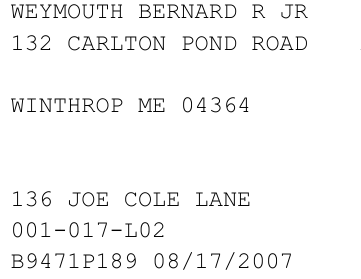 WEYMOUTH BERNARD R JR
132 CARLTON POND ROAD
WINTHROP ME 04364
136 JOE COLE LANE
001-017-L02
B9471P189 08/17/2007